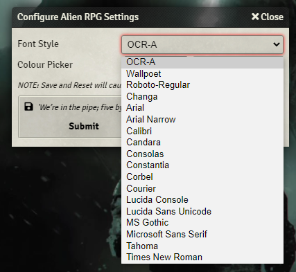 Configure Alien RPG Settings
Close
Font Style
OCR-A
Colour Picker
OCR-A
Wallpoet
Roboto-Regular
Changa
Arial
Arial Narrow
Calibri
Candara
Consolas
Constantia
Corbel
Courier
Lucida Console
Lucida Sans Unicode
MS Gothic
Microsoft Sans Serif
Tahoma
Times New Roman
NOTE: Save and Reset will cau
'We're in the pipe; five by
Submit